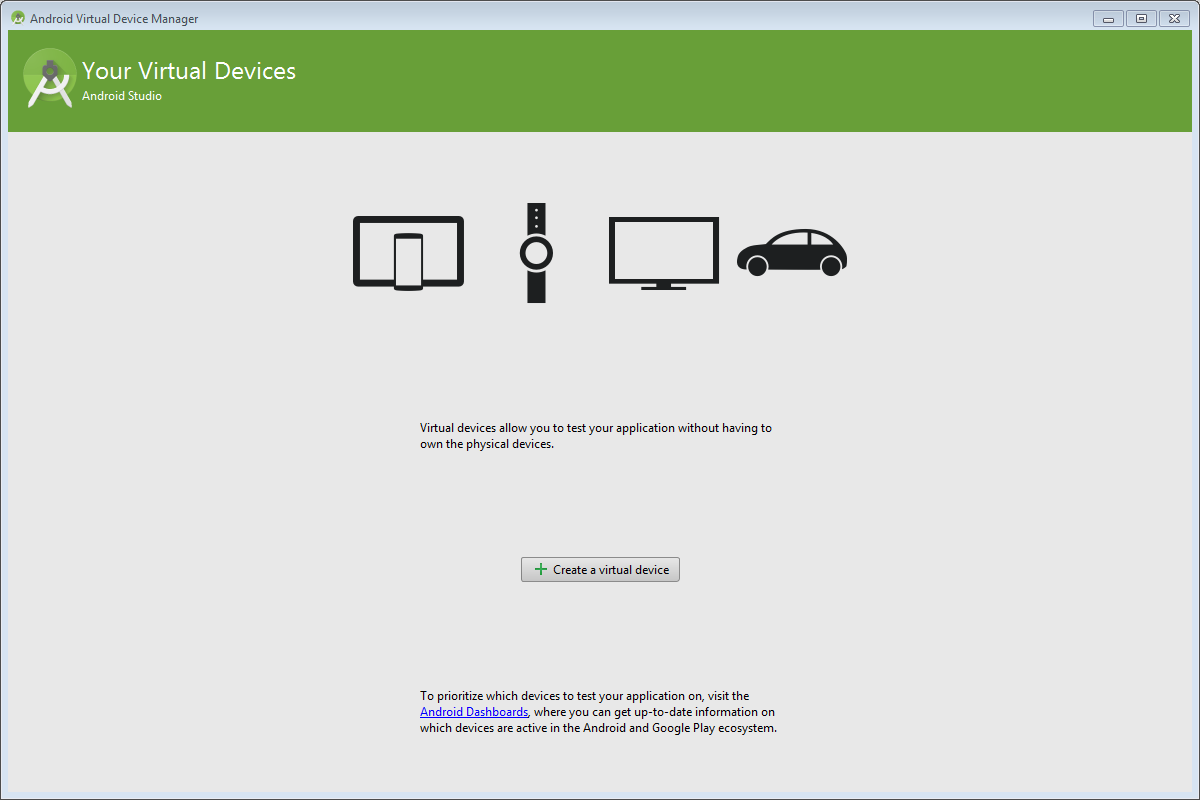 Android Virtual Device Manager
Your Virtual Devices
Android Studio
Virtual devices allow you to test your application without having to
own the physical devices.
Create a virtual device
To prioritize which devices to test your application on, visit the
Android Dashboards, where you can get up-to-date information on
which devices are active in the Android and Google Play ecosystem.